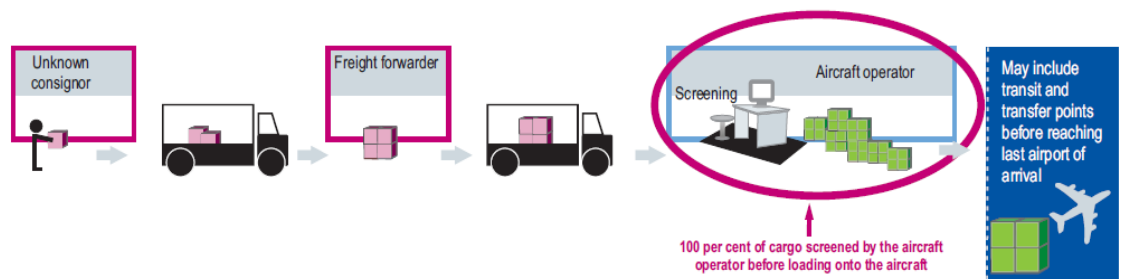 Unknown
consignor
Freight forwarder
Aircraft operator
Screening
May include
transit and
transfer points
before reaching
last airport of
arrival
100 per cent of cargo screened by the aircraft
operator before loading onto the aircraft